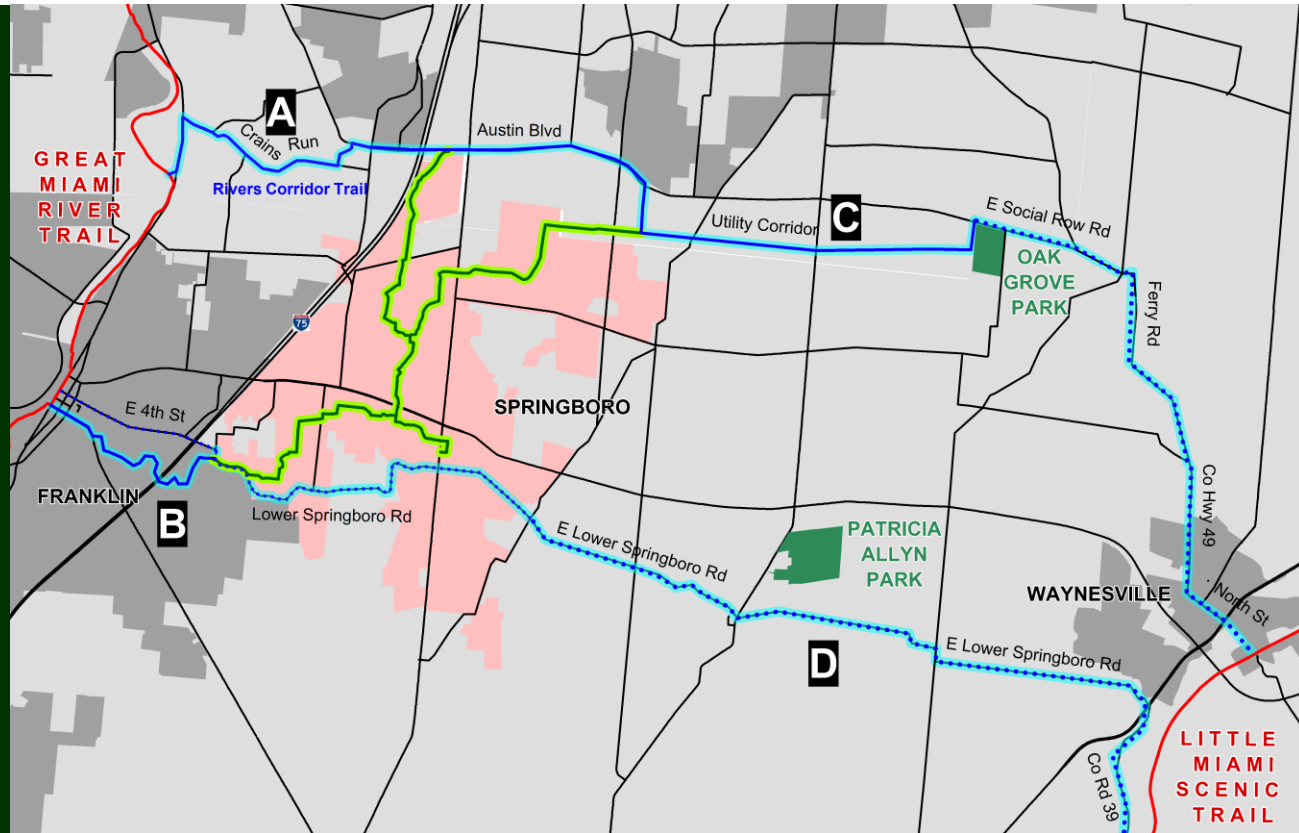 A
Crains Run
Austin Blvd
GREAT
MIAMI
RIVER
TRAIL
Rivers Corridor Trail
C
Utility Corridor
E Social Row Rd
OAK
GROVE
PARK
Ferry Rd
75
E 4th St
SPRINGBORO
FRANKLIN
B
Lower Springboro Rd
E Lower Springboro Rd
PATRICIA
ALLYN
PARK
Co Hwy 49
WAYNESVILLE
North St
D
E Lower Springboro Rd
Co Rd 39
LITTLE
MIAMI
SCENIC
TRAIL